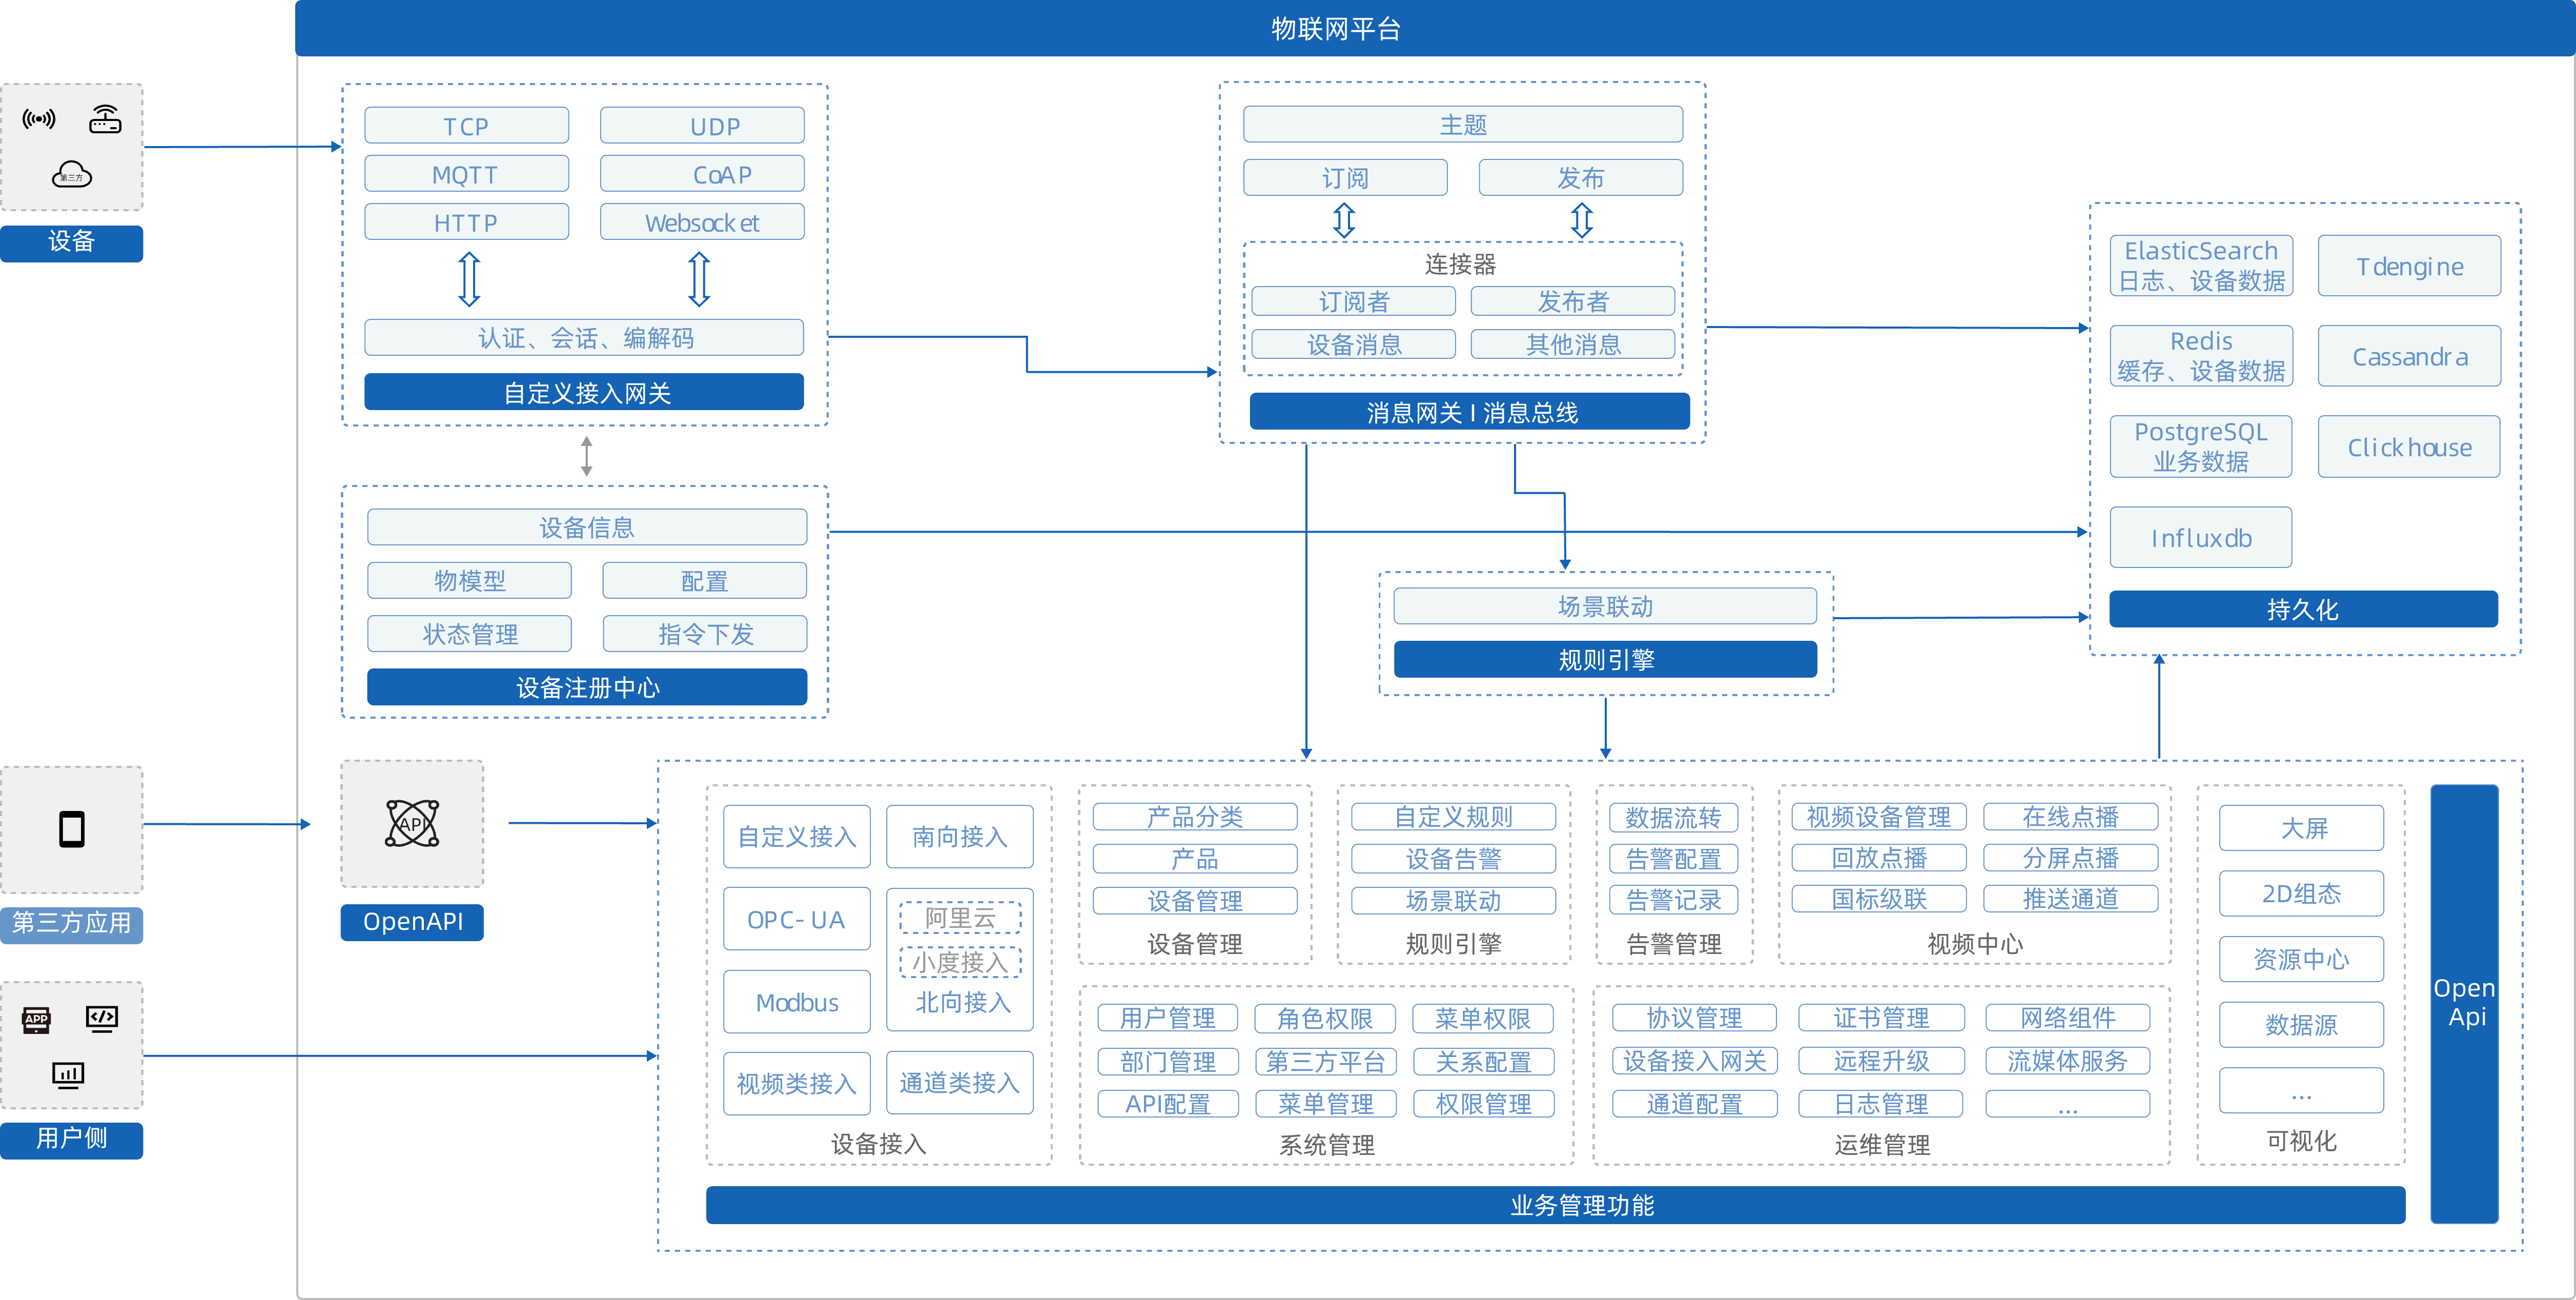 物联网平台
第三方
设备
TCP
UDP
MQTT
CoAP
HTTP
Websocket
认证、会话、编解码
自定义接入网关
主题
订阅
发布
连接器
订阅者
发布者
设备消息
其他消息
消息网关 | 消息总线
ElasticSearch
日志、设备数据
Tdengine
Redis
缓存、设备数据
Cassandra
PostgreSQL
业务数据
Clickhouse
Influxdb
持久化
设备信息
物模型
配置
状态管理
指令下发
设备注册中心
场景联动
规则引擎
第三方应用
API
OpenAPI
APP
用户侧
自定义接入
南向接入
OPC-UA
阿里云
小度接入
北向接入
Modbus
视频类接入
通道类接入
设备接入
产品分类
产品
设备管理
设备管理
自定义规则
设备告警
场景联动
规则引擎
数据流转
告警配置
告警记录
告警管理
视频设备管理
在线点播
回放点播
分屏点播
国标级联
推送通道
视频中心
用户管理
角色权限
菜单权限
部门管理
第三方平台
关系配置
API配置
菜单管理
权限管理
系统管理
协议管理
证书管理
网络组件
设备接入网关
远程升级
流媒体服务
通道配置
日志管理
...
运维管理
大屏
2D组态
资源中心
数据源
...
可视化
Open
Api
业务管理功能